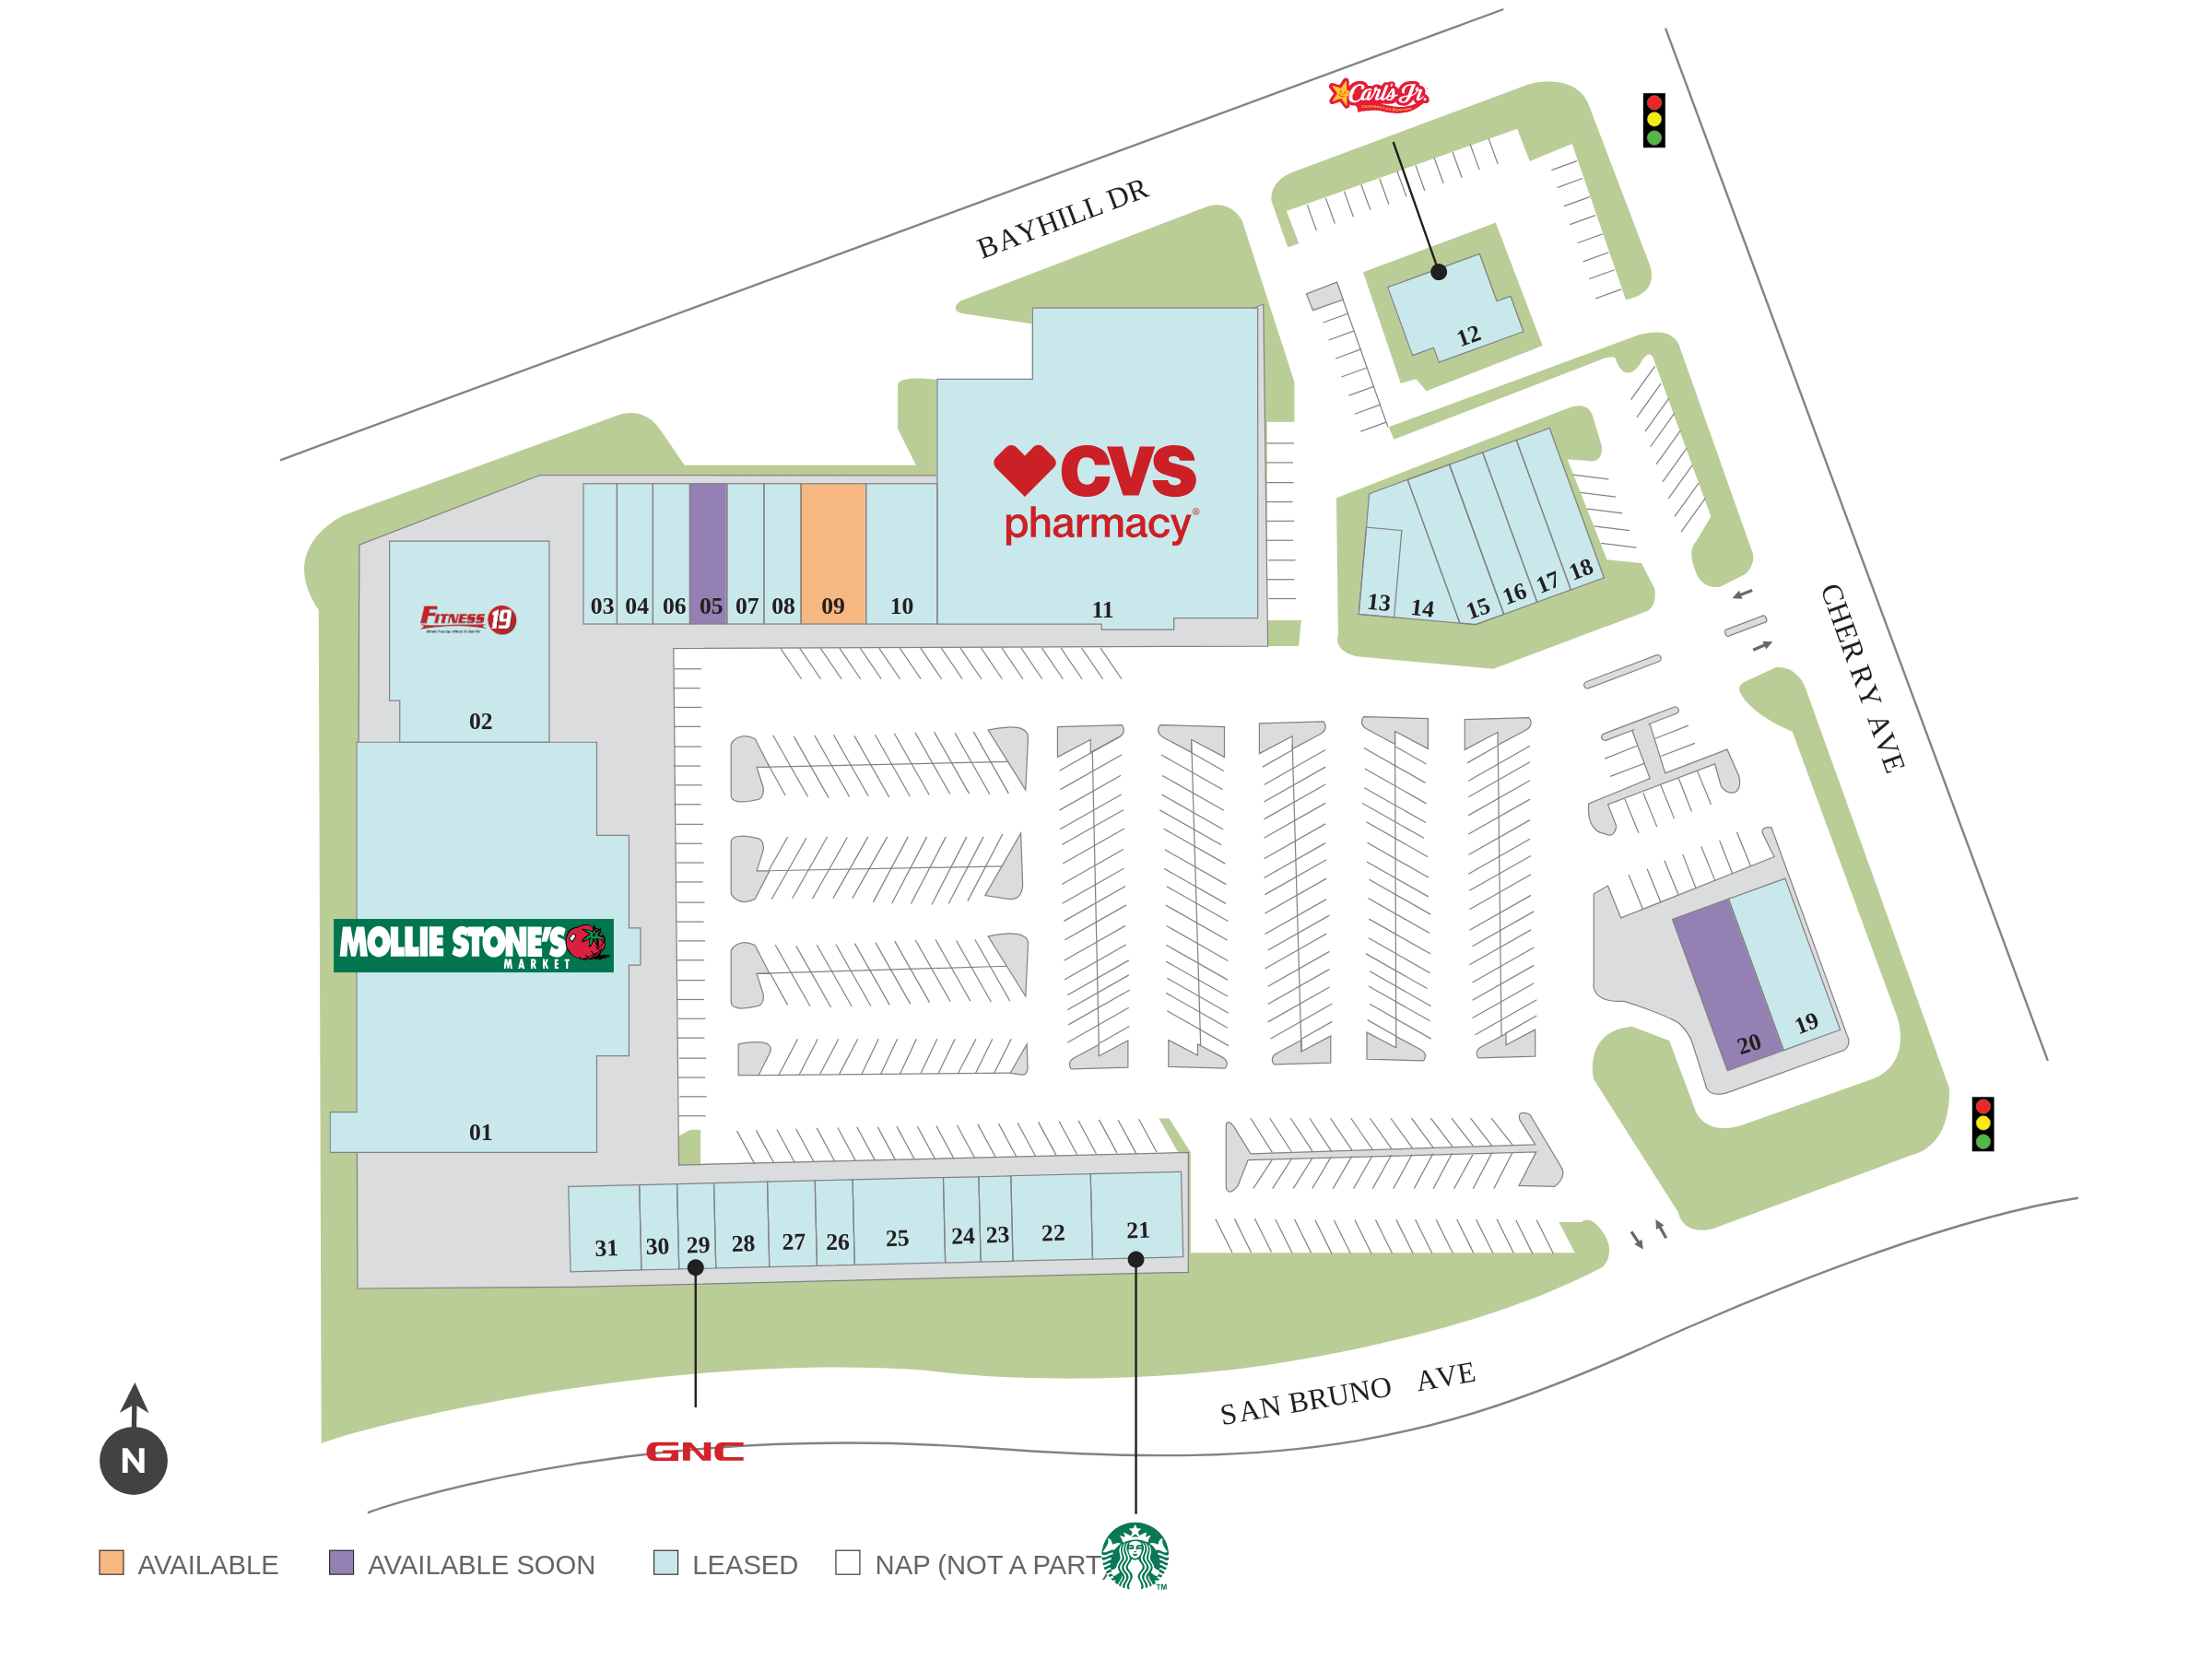 Carl's Jr.
BAYHILL DR
12
CVS
pharmacy®
CHERRY AVE
FITNESS 19
03 04 06 05 07 08 09 10 11
13 14 15 16 17 18
02
MOLLIE STONE'S
MARKET
20 19
01
31 30 29 28 27 26 25 24 23 22 21
SAN BRUNO AVE
GNC
N
AVAILABLE AVAILABLE SOON LEASED NAP (NOT A PART)
TM